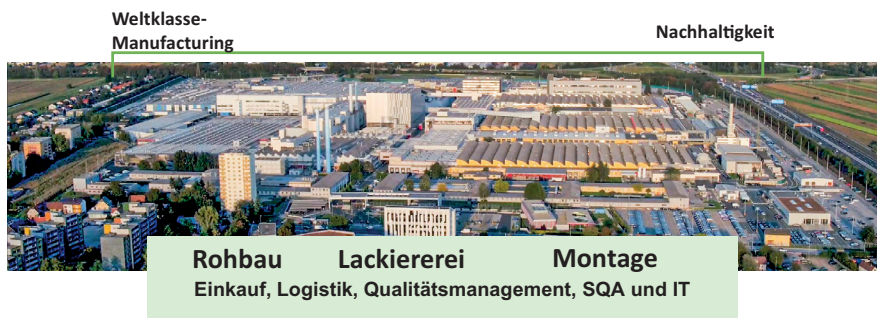 Weltklasse-
Manufacturing
Nachhaltigkeit
Rohbau Lackiererei Montage
Einkauf, Logistik, Qualitätsmanagement, SQA und IT